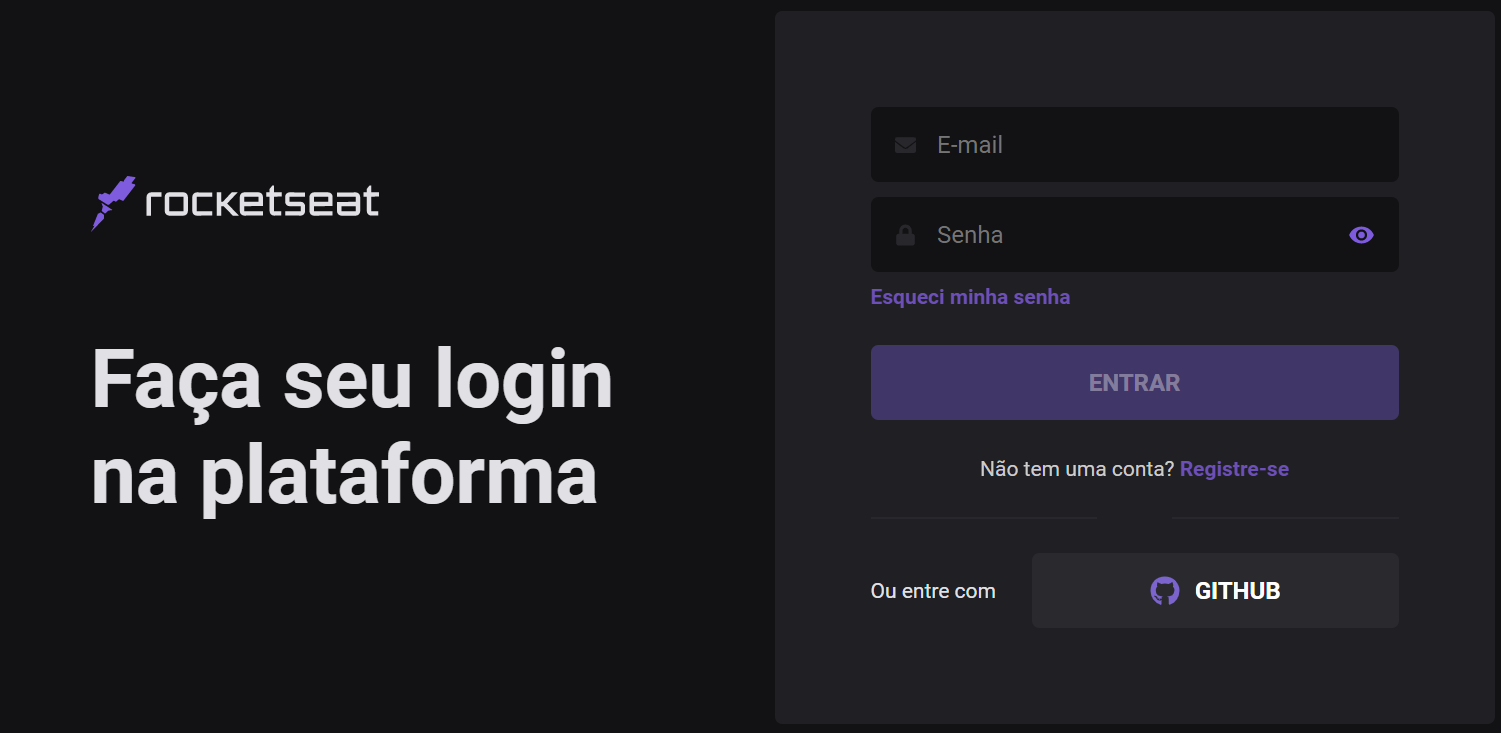 rocketseat
Faça seu login
na plataforma
E-mail
Senha
Esqueci minha senha
ENTRAR
Não tem uma conta? Registre-se
Ou entre com
GITHUB